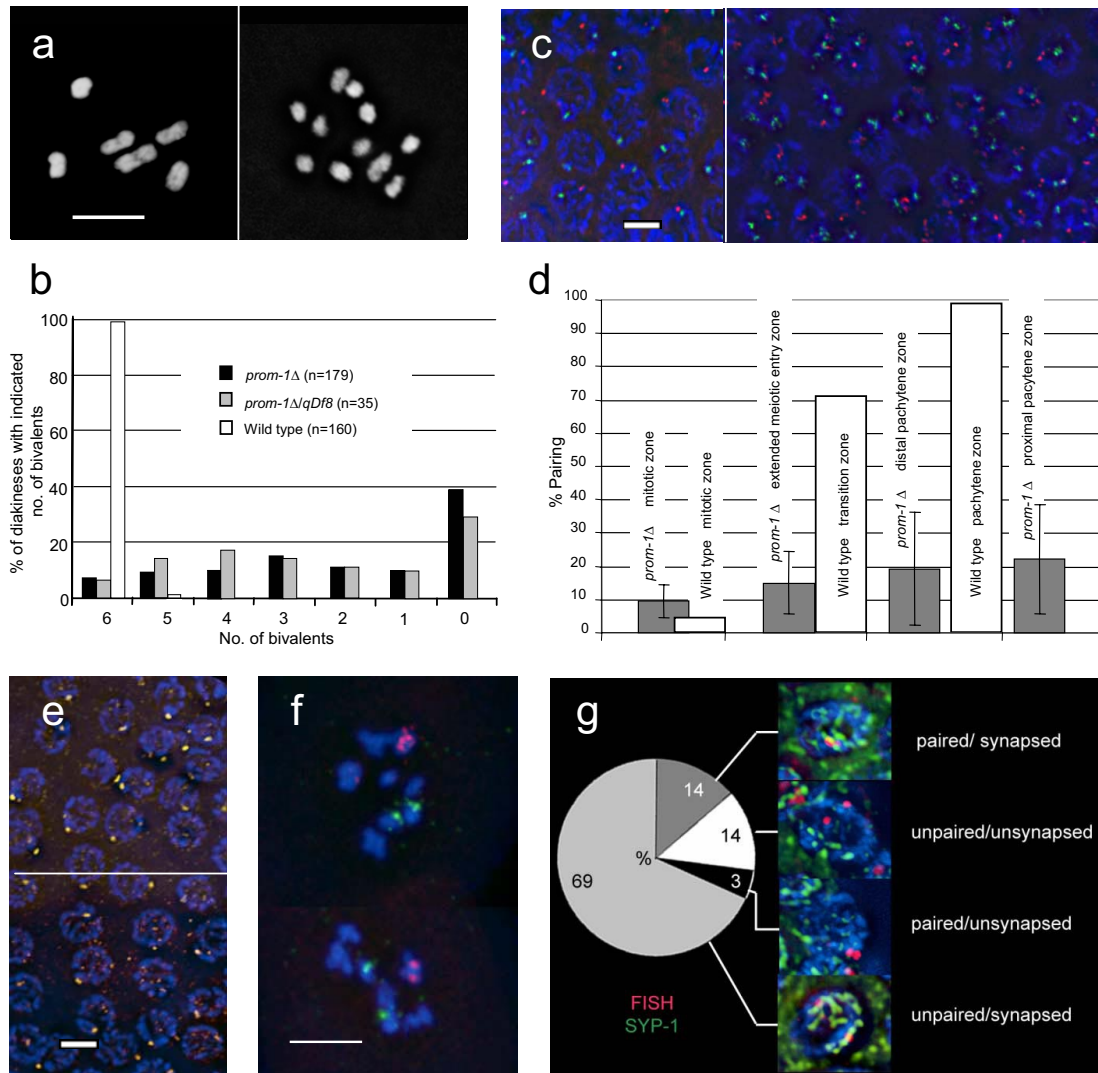 a
c
b
% of diakineses with indicated
no. of bivalents
100
80
60
40
20
0
prom-1Δ (n=179)
prom-1Δ/qDf8 (n=35)
Wild type (n=160)
6 5 4 3 2 1 0
No. of bivalents
d
% Pairing
100
90
80
70
60
50
40
30
20
10
0
prom-1Δ mitotic zone
Wild type mitotic zone
prom-1Δ extended meiotic entry zone
Wild type transition zone
prom-1Δ distal pachytene zone
Wild type pachytene zone
prom-1Δ proximal pacytene zone
e
f
g
14
14
%
3
69
FISH
SYP-1
paired/ synapsed
unpaired/unsynapsed
paired/unsynapsed
unpaired/synapsed